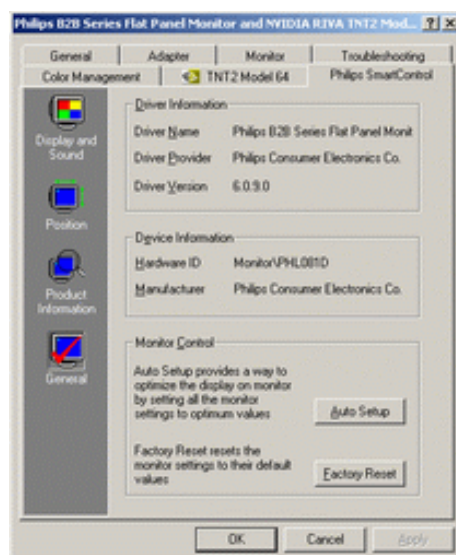 Philips B2B Series Flat Panel Monitor and NVIDIA RIVA TNT2 Mod...
General Adapter Monitor Troubleshooting
Color Management TNT2 Model 64 Philips SmartControl
Display and
Sound
Position
Product
Information
General
Driver Information
Driver Name Philips B2B Series Flat Panel Monit
Driver Provider Philips Consumer Electronics Co.
Driver Version 6.0.9.0
Device Information
Hardware ID Monitor\PHL081D
Manufacturer Philips Consumer Electronics Co.
Monitor Control
Auto Setup provides a way to
optimize the display on monitor
by setting all the monitor
settings to optimum values
Auto Setup
Factory Reset resets the
monitor settings to their default
values
Factory Reset
OK Cancel Apply